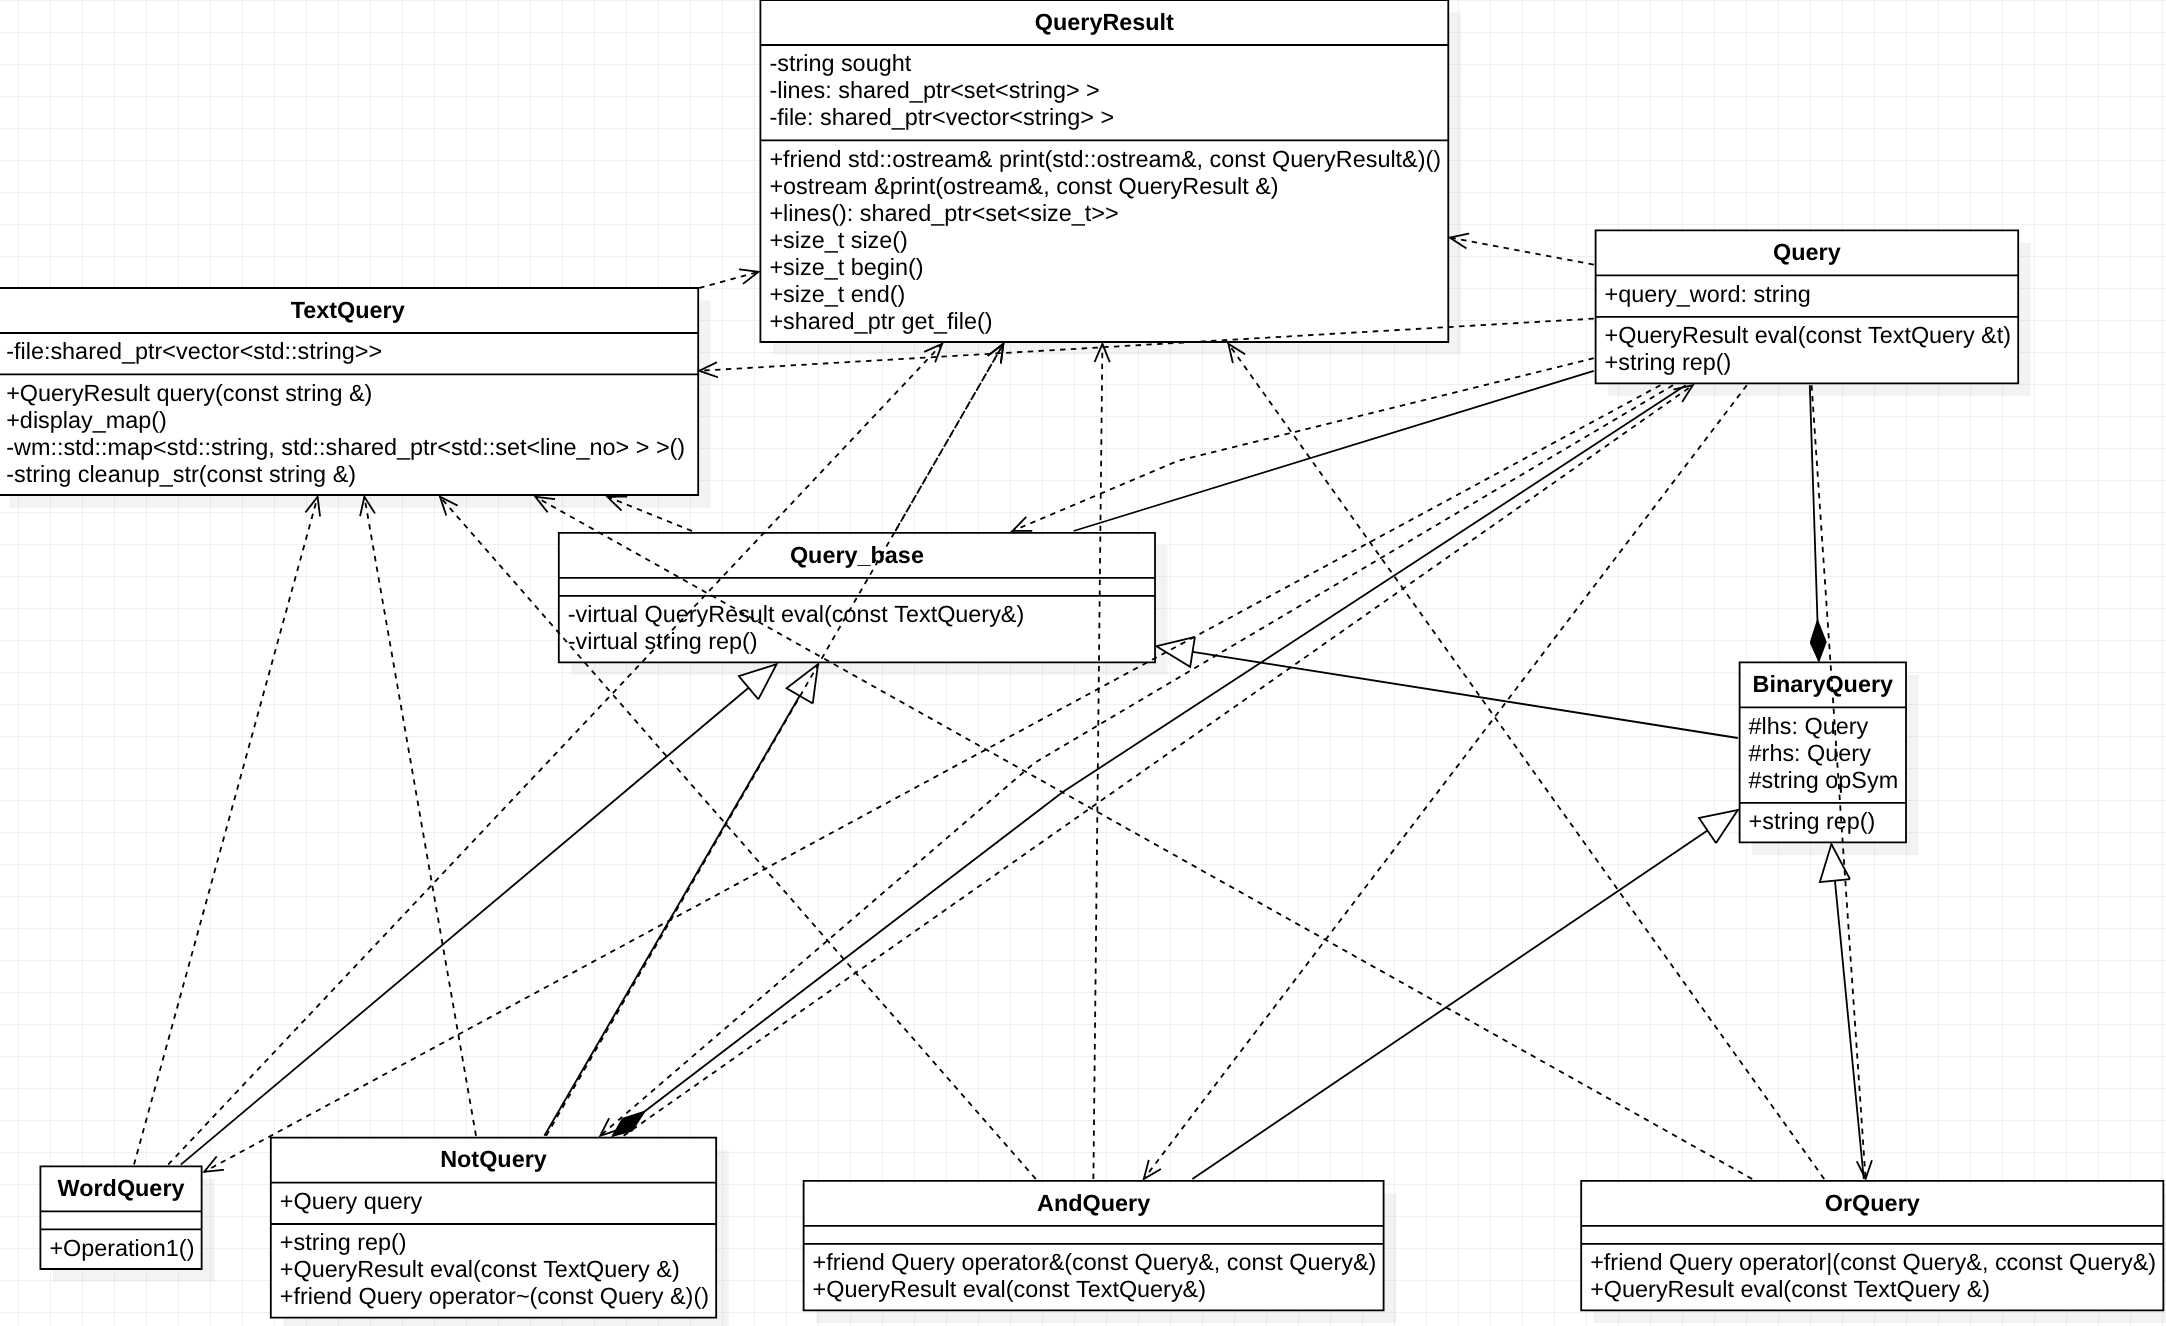 QueryResult
-string sought
-lines: shared_ptr<set<string> >
-file: shared_ptr<vector<string> >
+friend std::ostream& print(std::ostream&, const QueryResult&)()
+ostream &print(ostream&, const QueryResult &)
+lines(): shared_ptr<set<size_t>>
+size_t size()
+size_t begin()
+size_t end()
+shared_ptr get_file()
Query
+query_word: string
+QueryResult eval(const TextQuery &t)
+string rep()
TextQuery
-file:shared_ptr<vector<std::string>>
+QueryResult query(const string &)
+display_map()
-wm::std::map<std::string, std::shared_ptr<std::set<line_no> > >()
-string cleanup_str(const string &)
Query_base
-virtual QueryResult eval(const TextQuery&)
-virtual string rep()
BinaryQuery
#lhs: Query
#rhs: Query
#string opSym
+string rep()
WordQuery
+Operation1()
NotQuery
+Query query
+string rep()
+QueryResult eval(const TextQuery &)
+friend Query operator~(const Query &)()
AndQuery
+friend Query operator&(const Query&, const Query&)
+QueryResult eval(const TextQuery&)
OrQuery
+friend Query operator|(const Query&, cconst Query&)
+QueryResult eval(const TextQuery &)